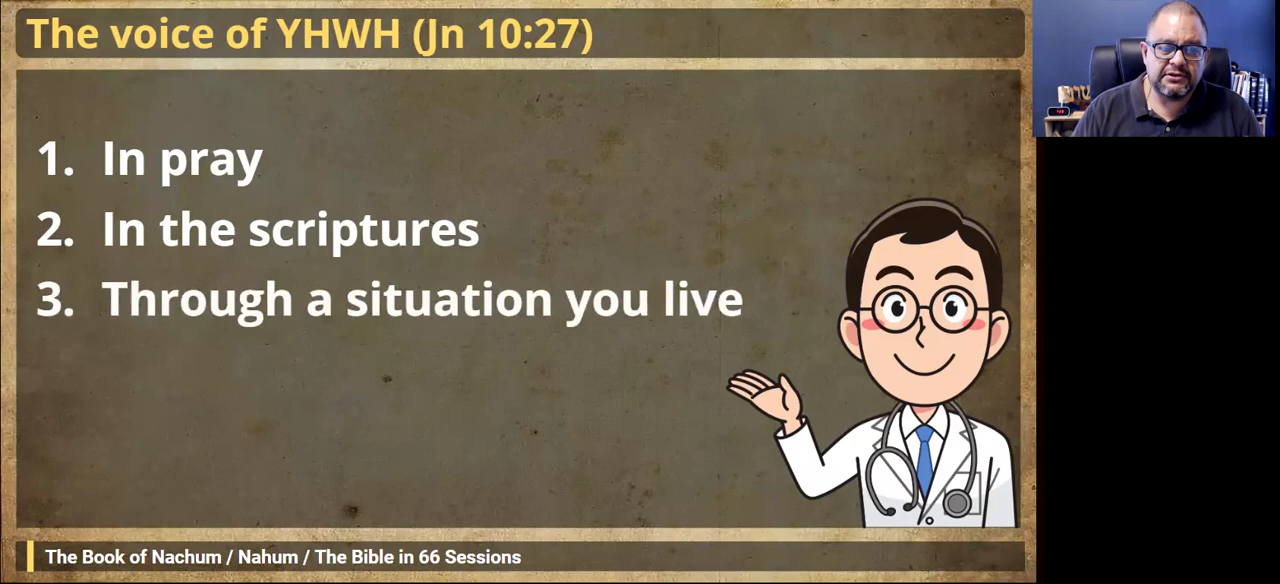 The voice of YHWH (Jn 10:27)
1. In pray
2. In the scriptures
3. Through a situation you live
The Book of Nachum / Nahum / The Bible in 66 Sessions